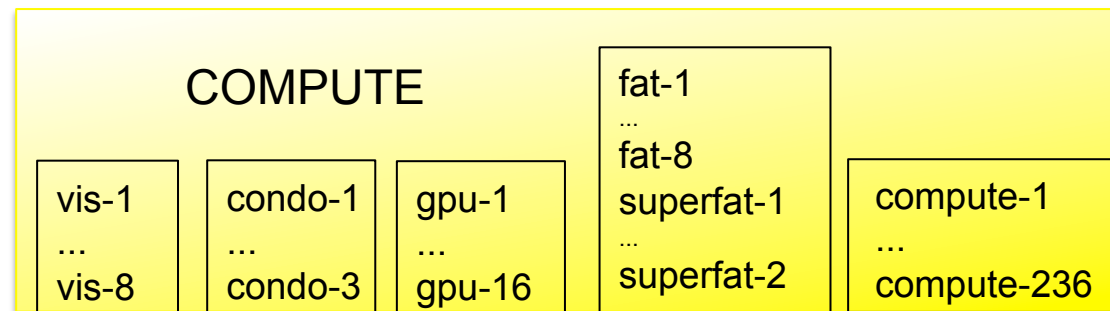 COMPUTE
vis-1
...
vis-8
condo-1
...
condo-3
gpu-1
...
gpu-16
fat-1
...
fat-8
superfat-1
...
superfat-2
compute-1
...
compute-236